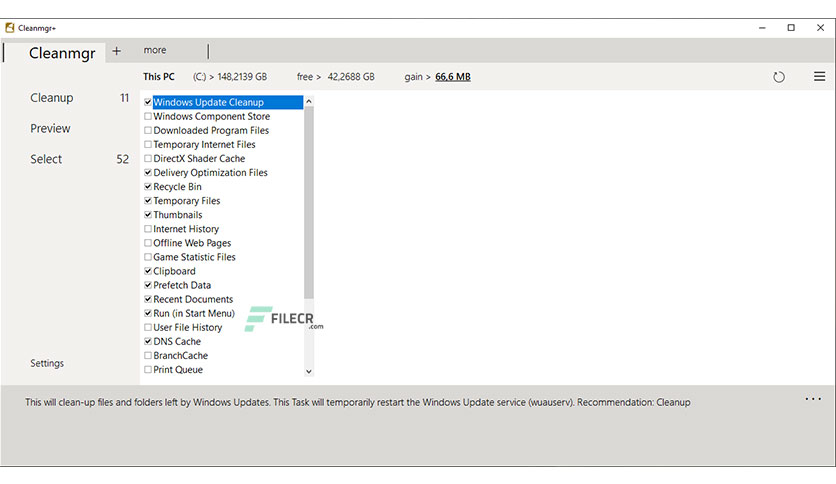 Cleanmgr+
Cleanmgr + more
This PC (C:) > 148,2139 GB free > 42,2688 GB gain > 66.6 MB
Cleanup 11
Preview
Select 52
Windows Update Cleanup
Windows Component Store
Downloaded Program Files
Temporary Internet Files
DirectX Shader Cache
Delivery Optimization Files
Recycle Bin
Temporary Files
Thumbnails
Internet History
Offline Web Pages
Game Statistic Files
Clipboard
Prefetch Data
Recent Documents
Run (in Start Menu)
User File History
DNS Cache
BranchCache
Print Queue
FILECR
.com
Settings
This will clean-up files and folders left by Windows Updates. This Task will temporarily restart the Windows Update service (wuauserv). Recommendation: Cleanup